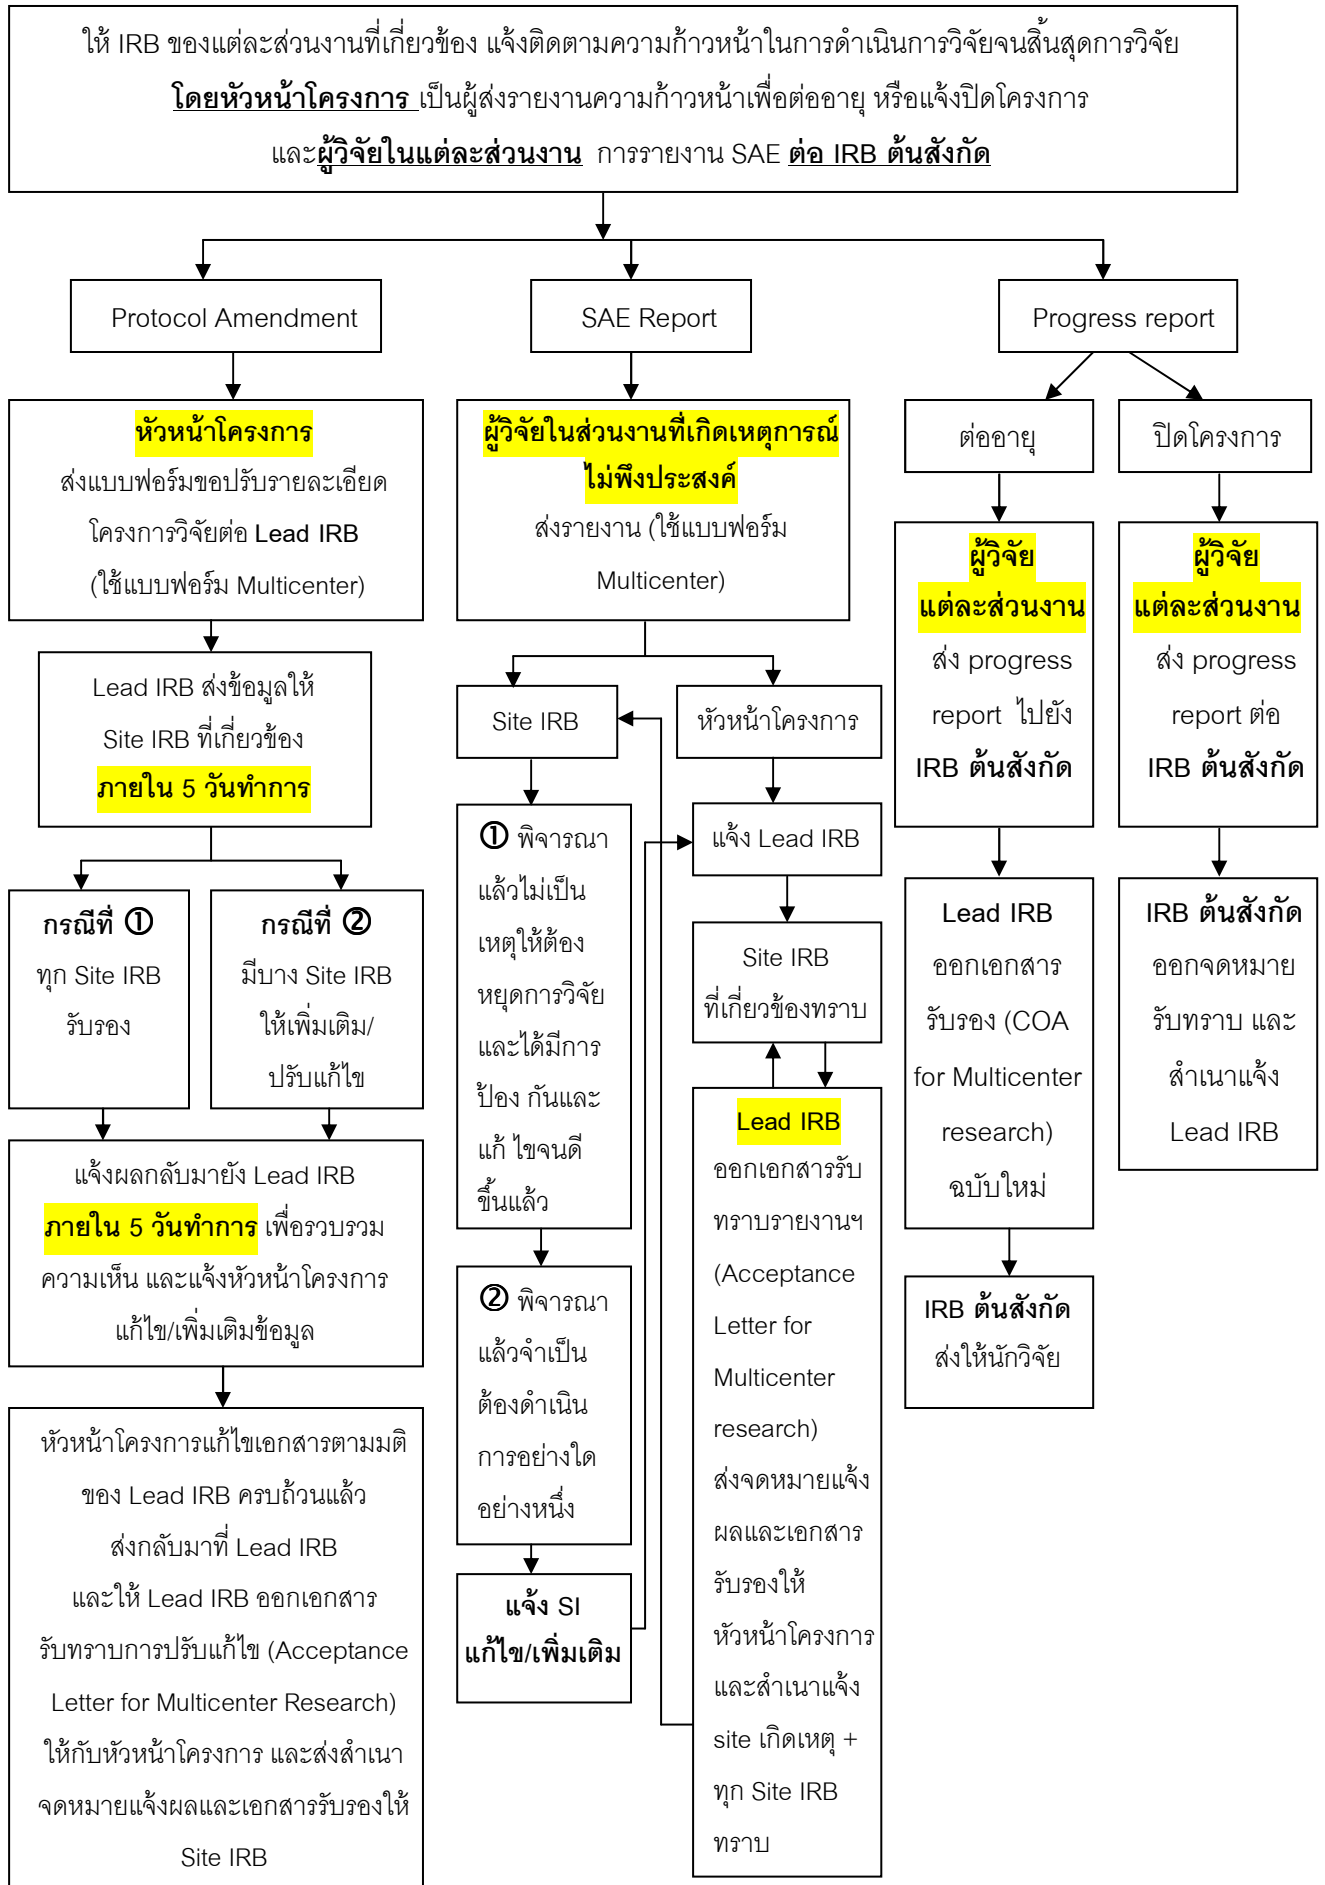 ให้ IRB ของแต่ละส่วนงานที่เกี่ยวข้อง แจ้งติดตามความก้าวหน้าในการดำเนินการวิจัยจนสิ้นสุดการวิจัย
โดยหัวหน้าโครงการ เป็นผู้ส่งรายงานความก้าวหน้าเพื่อต่ออายุ หรือแจ้งปิดโครงการ
และผู้วิจัยในแต่ละส่วนงาน การรายงาน SAE ต่อ IRB ต้นสังกัด
Protocol Amendment
หัวหน้าโครงการ
ส่งแบบฟอร์มขอปรับรายละเอียด
โครงการวิจัยต่อ Lead IRB
(ใช้แบบฟอร์ม Multicenter)
Lead IRB ส่งข้อมูลให้
Site IRB ที่เกี่ยวข้อง
ภายใน 5 วันทำการ
กรณีที่ ①
ทุก Site IRB
รับรอง
กรณีที่ ②
มีบาง Site IRB
ให้เพิ่มเติม/
ปรับแก้ไข
แจ้งผลกลับมายัง Lead IRB
ภายใน 5 วันทำการ เพื่อรวบรวม
ความเห็น และแจ้งหัวหน้าโครงการ
แก้ไข/เพิ่มเติมข้อมูล
หัวหน้าโครงการแก้ไขเอกสารตามมติ
ของ Lead IRB ครบถ้วนแล้ว
ส่งกลับมาที่ Lead IRB
และให้ Lead IRB ออกเอกสาร
รับทราบการปรับแก้ไข (Acceptance
Letter for Multicenter Research)
ให้กับหัวหน้าโครงการ และส่งสำเนา
จดหมายแจ้งผลและเอกสารรับรองให้
Site IRB
SAE Report
ผู้วิจัยในส่วนงานที่เกิดเหตุการณ์
ไม่พึงประสงค์
ส่งรายงาน (ใช้แบบฟอร์ม
Multicenter)
Site IRB
① พิจารณา
แล้วไม่เป็น
เหตุให้ต้อง
หยุดการวิจัย
และได้มีการ
ป้อง กันและ
แก้ ไขจนดี
ขึ้นแล้ว
② พิจารณา
แล้วจำเป็น
ต้องดำเนิน
การอย่างใด
อย่างหนึ่ง
แจ้ง SI
แก้ไข/เพิ่มเติม
หัวหน้าโครงการ
แจ้ง Lead IRB
Site IRB
ที่เกี่ยวข้องทราบ
Lead IRB
ออกเอกสารรับ
ทราบรายงานฯ
(Acceptance
Letter for
Multicenter
research)
ส่งจดหมายแจ้ง
ผลและเอกสาร
รับรองให้
หัวหน้าโครงการ
และสำเนาแจ้ง
site เกิดเหตุ +
ทุก Site IRB
ทราบ
Progress report
ต่ออายุ
ผู้วิจัย
แต่ละส่วนงาน
ส่ง progress
report ไปยัง
IRB ต้นสังกัด
Lead IRB
ออกเอกสาร
รับรอง (COA
for Multicenter
research)
ฉบับใหม่
IRB ต้นสังกัด
ส่งให้นักวิจัย
ปิดโครงการ
ผู้วิจัย
แต่ละส่วนงาน
ส่ง progress
report ต่อ
IRB ต้นสังกัด
IRB ต้นสังกัด
ออกจดหมาย
รับทราบ และ
สำเนาแจ้ง
Lead IRB